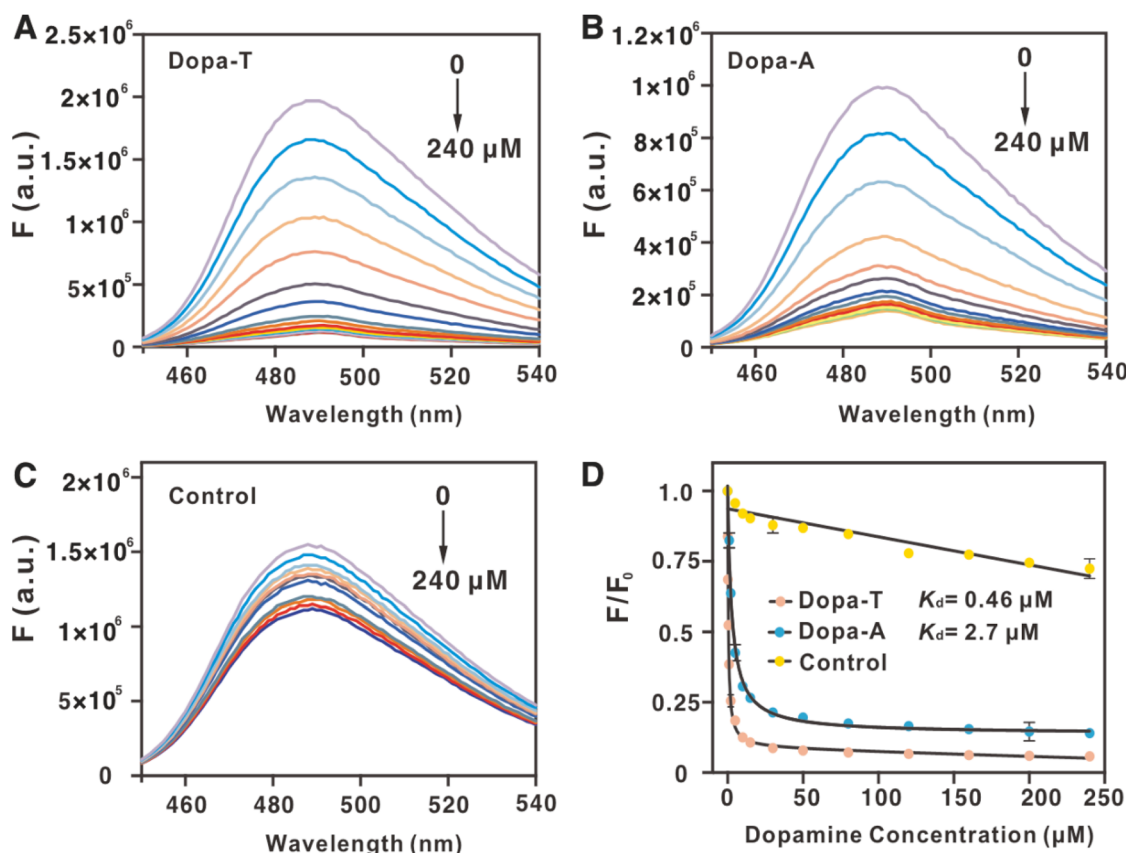 A
2.5×10⁶
2×10⁶
1.5×10⁶
1×10⁶
5×10⁵
0
F (a.u.)
Dopa-T
0
240 μM
460 480 500 520 540
Wavelength (nm)
B
1.2×10⁶
1×10⁶
8×10⁵
6×10⁵
4×10⁵
2×10⁵
0
F (a.u.)
Dopa-A
0
240 μM
460 480 500 520 540
Wavelength (nm)
C
2×10⁶
1.5×10⁶
1×10⁶
5×10⁵
0
F (a.u.)
Control
0
240 μM
460 480 500 520 540
Wavelength (nm)
D
1.0
0.75
0.5
0.25
0
F/F₀
Dopa-T Kd= 0.46 μM
Dopa-A Kd= 2.7 μM
Control
0 50 100 150 200 250
Dopamine Concentration (μM)